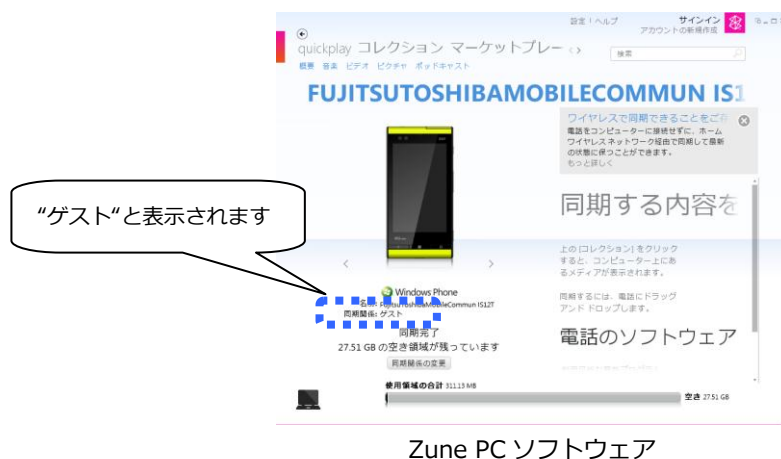 設定 | ヘルプ
サインイン
アカウントの新規作成
quickplay コレクション マーケットプレー
検索
概要 音楽 ビデオ ピクチャ ポッドキャスト
FUJITSUTOSHIBAMOBILECOMMUN IS1
ワイヤレスで同期できることをご存
電話をコンピューターに接続せずに、ホーム
ワイヤレス ネットワーク経由で同期して最新
の状態に保つことができます。
もっと詳しく
“ゲスト“と表示されます
同期する内容を
上の [コレクション] をクリック
すると、コンピューター上にあ
るメディアが表示されます。
Windows Phone
名前: FujitsuToshibaMobileCommun IS12T
同期関係: ゲスト
同期するには、電話にドラッグ
アンド ドロップします。
同期完了
27.51 GB の空き領域が残っています
電話のソフトウェア
同期関係の変更
使用領域の合計 311.13 MB
空き 27.51 GB
Zune PC ソフトウェア